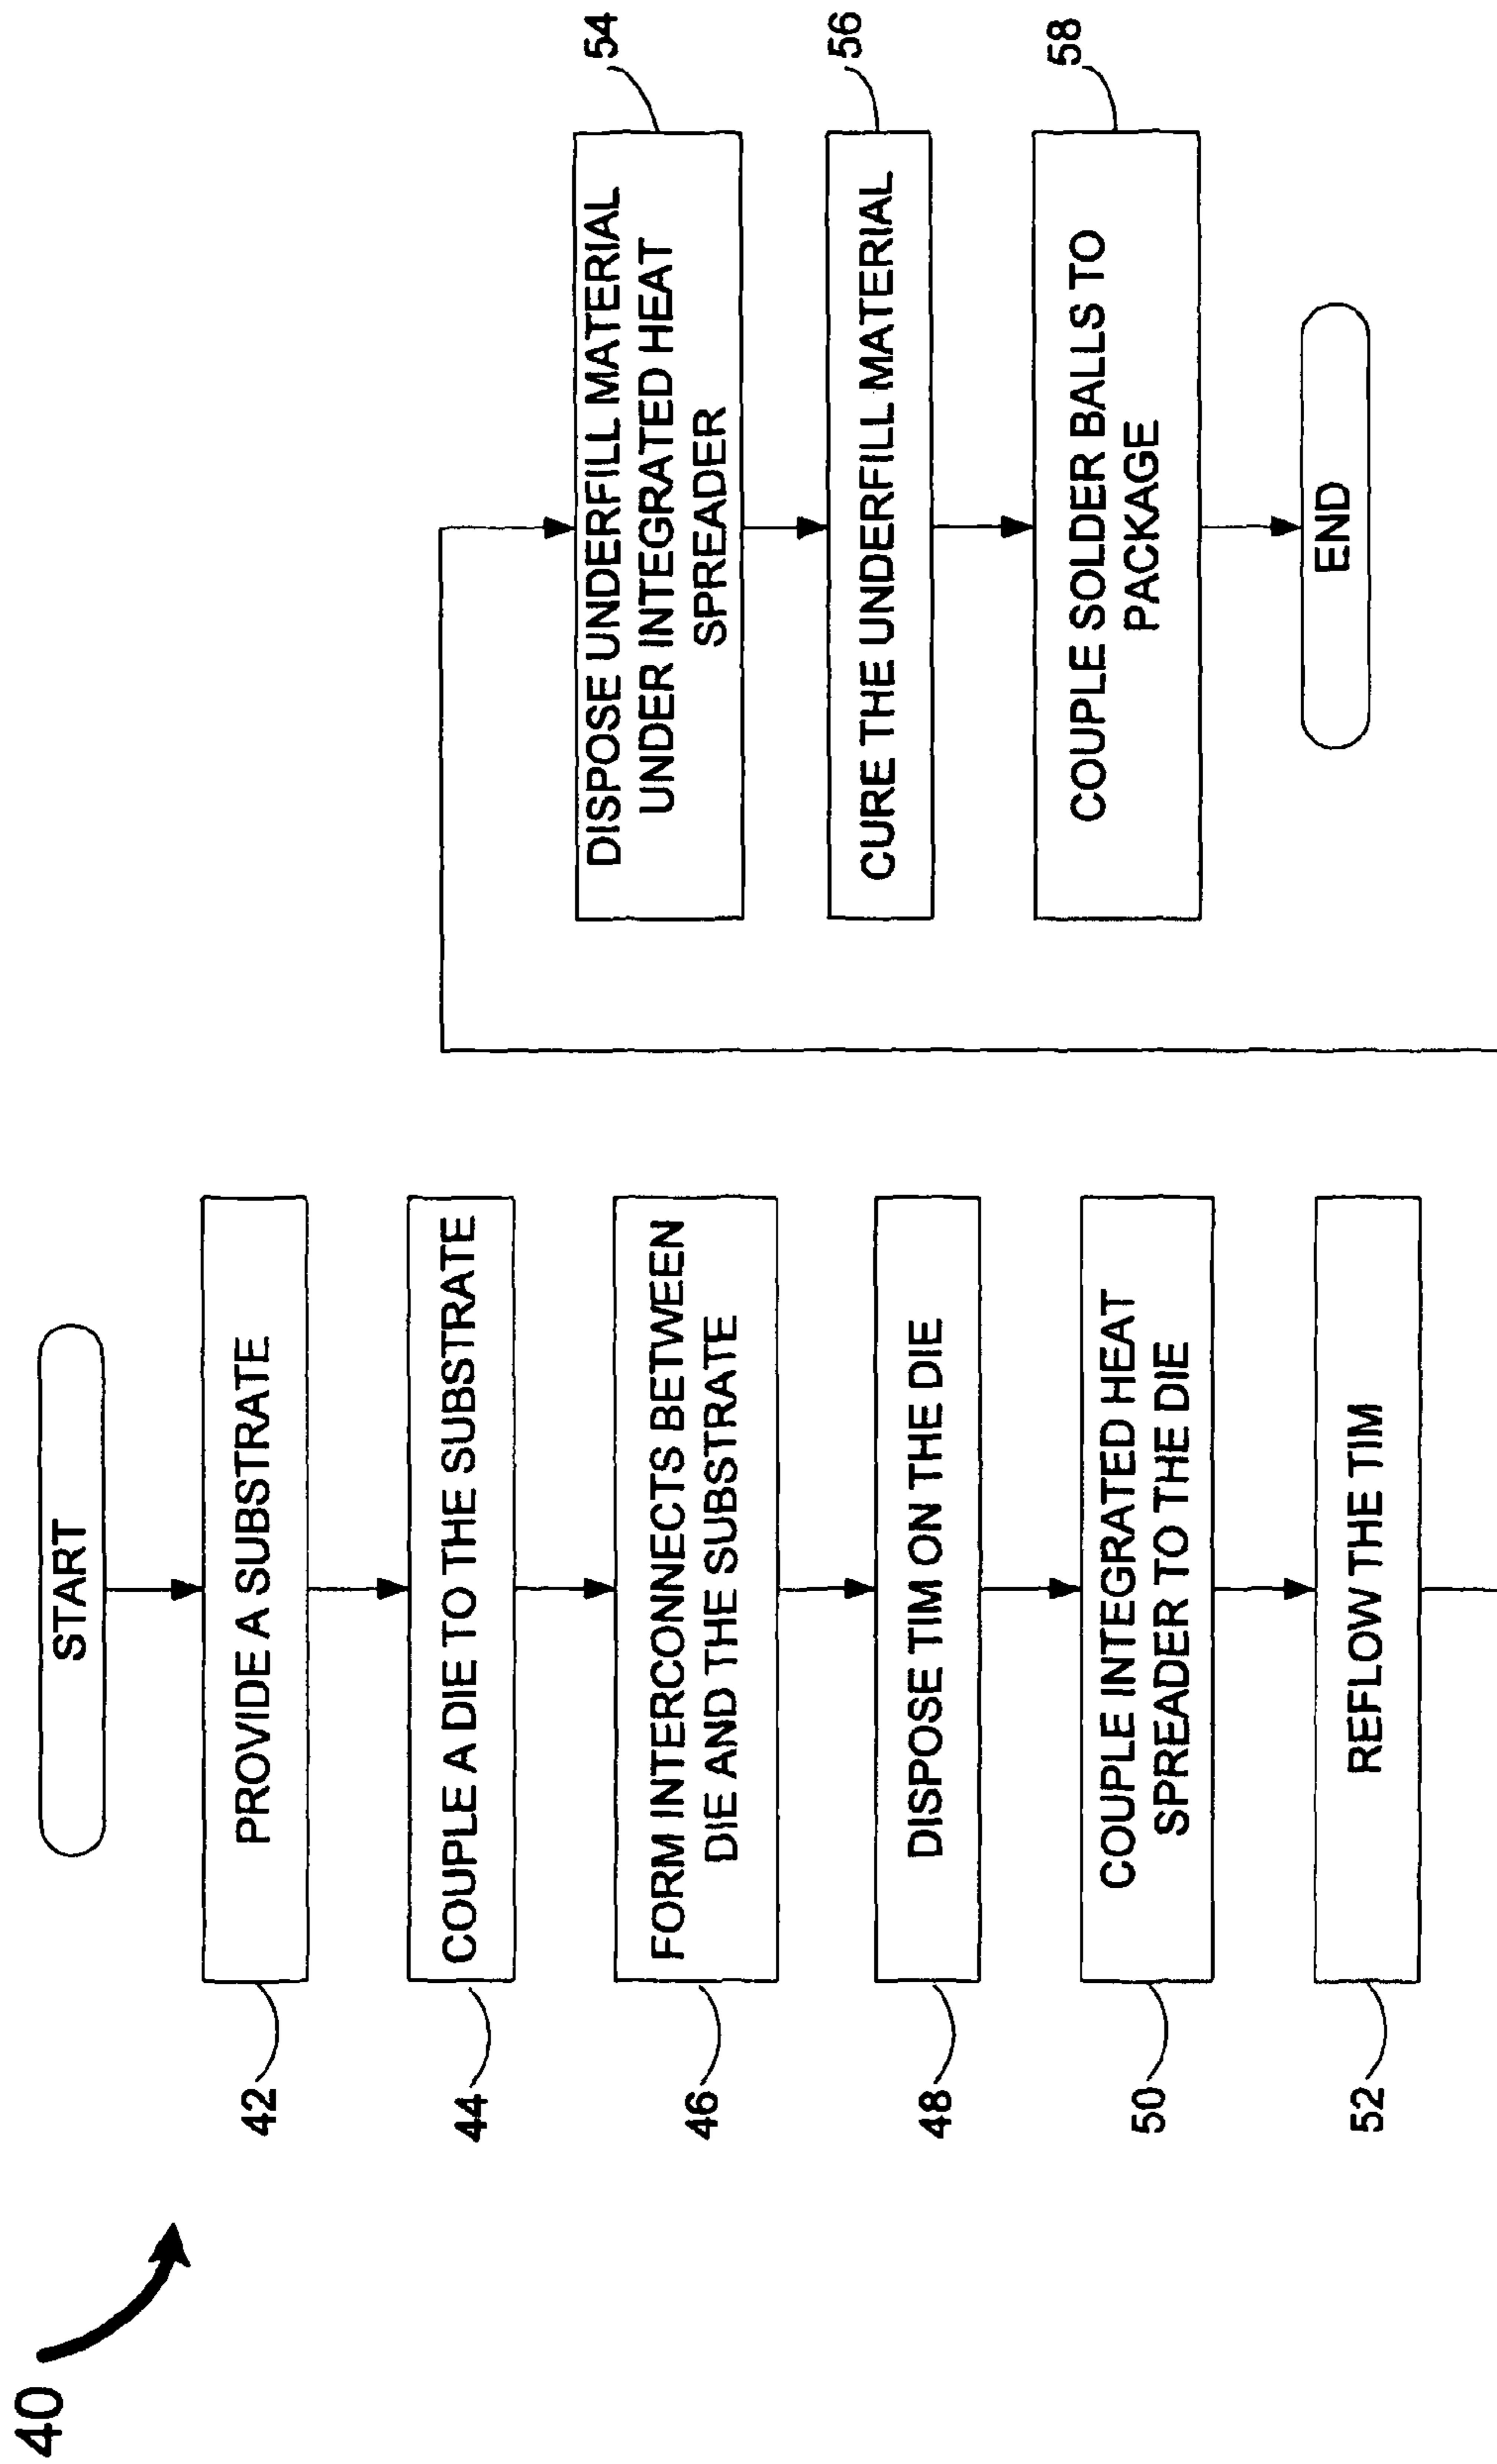 40
START
PROVIDE A SUBSTRATE
42
COUPLE A DIE TO THE SUBSTRATE
44
FORM INTERCONNECTS BETWEEN
DIE AND THE SUBSTRATE
46
DISPOSE TIM ON THE DIE
48
COUPLE INTEGRATED HEAT
SPREADER TO THE DIE
50
REFLOW THE TIM
52
DISPOSE UNDERFILL MATERIAL
UNDER INTEGRATED HEAT
SPREADER
54
CURE THE UNDERFILL MATERIAL
56
COUPLE SOLDER BALLS TO
PACKAGE
58
END